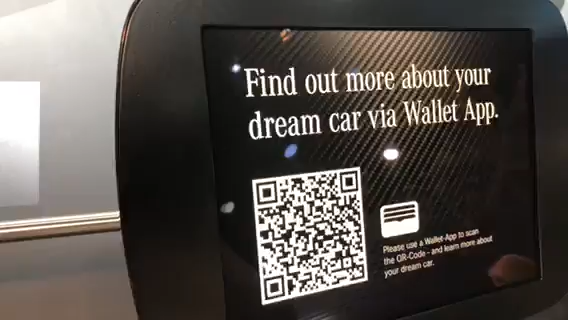 Find out more about your
dream car via Wallet App.
Please use a Wallet-App to scan
the QR-Code - and learn more about
your dream car.